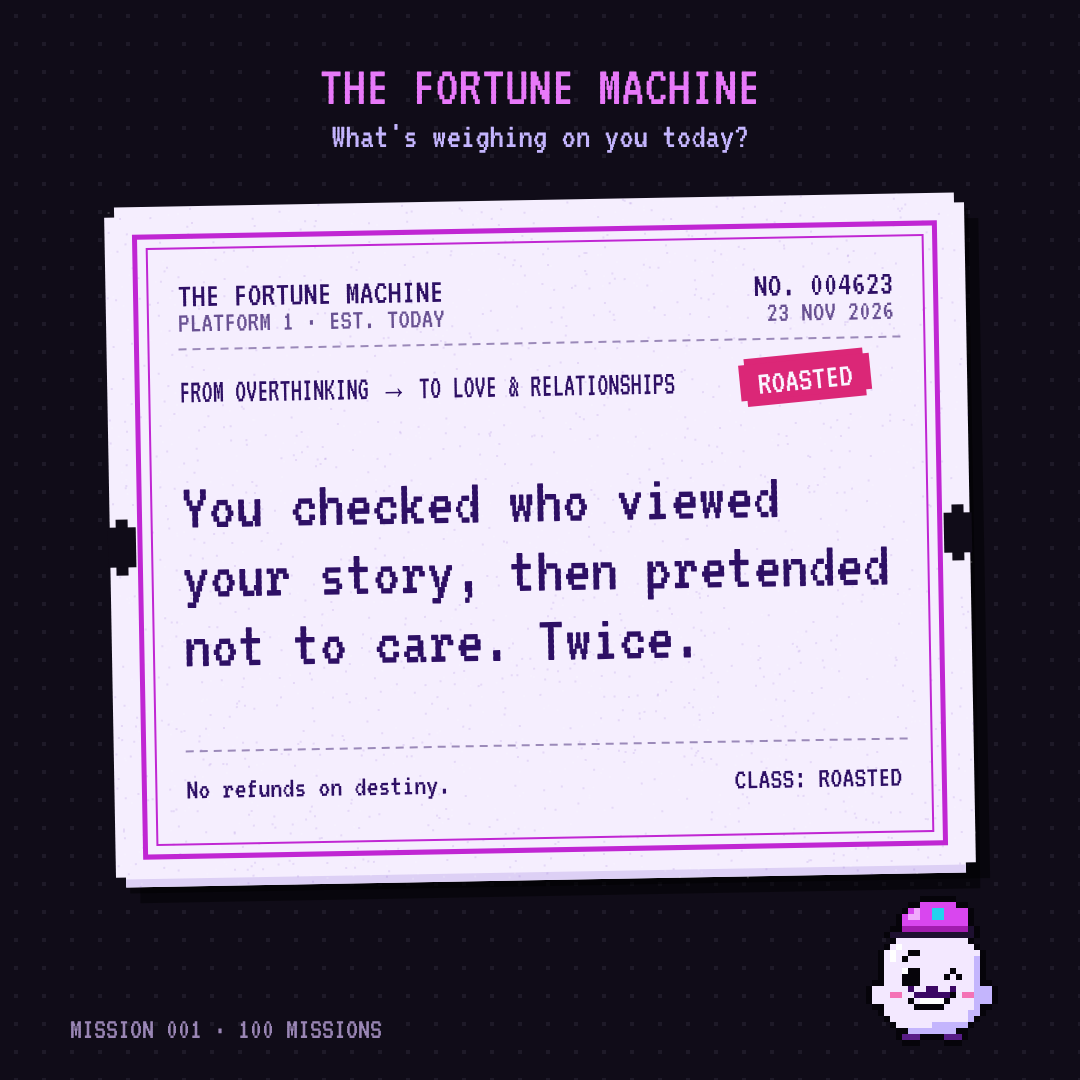 THE FORTUNE MACHINE
What's weighing on you today?
THE FORTUNE MACHINE
NO. 004623
PLATFORM 1 · EST. TODAY
23 NOV 2026
FROM OVERTHINKING → TO LOVE & RELATIONSHIPS
ROASTED
You checked who viewed
your story, then pretended
not to care. Twice.
No refunds on destiny.
CLASS: ROASTED
MISSION 001 · 100 MISSIONS